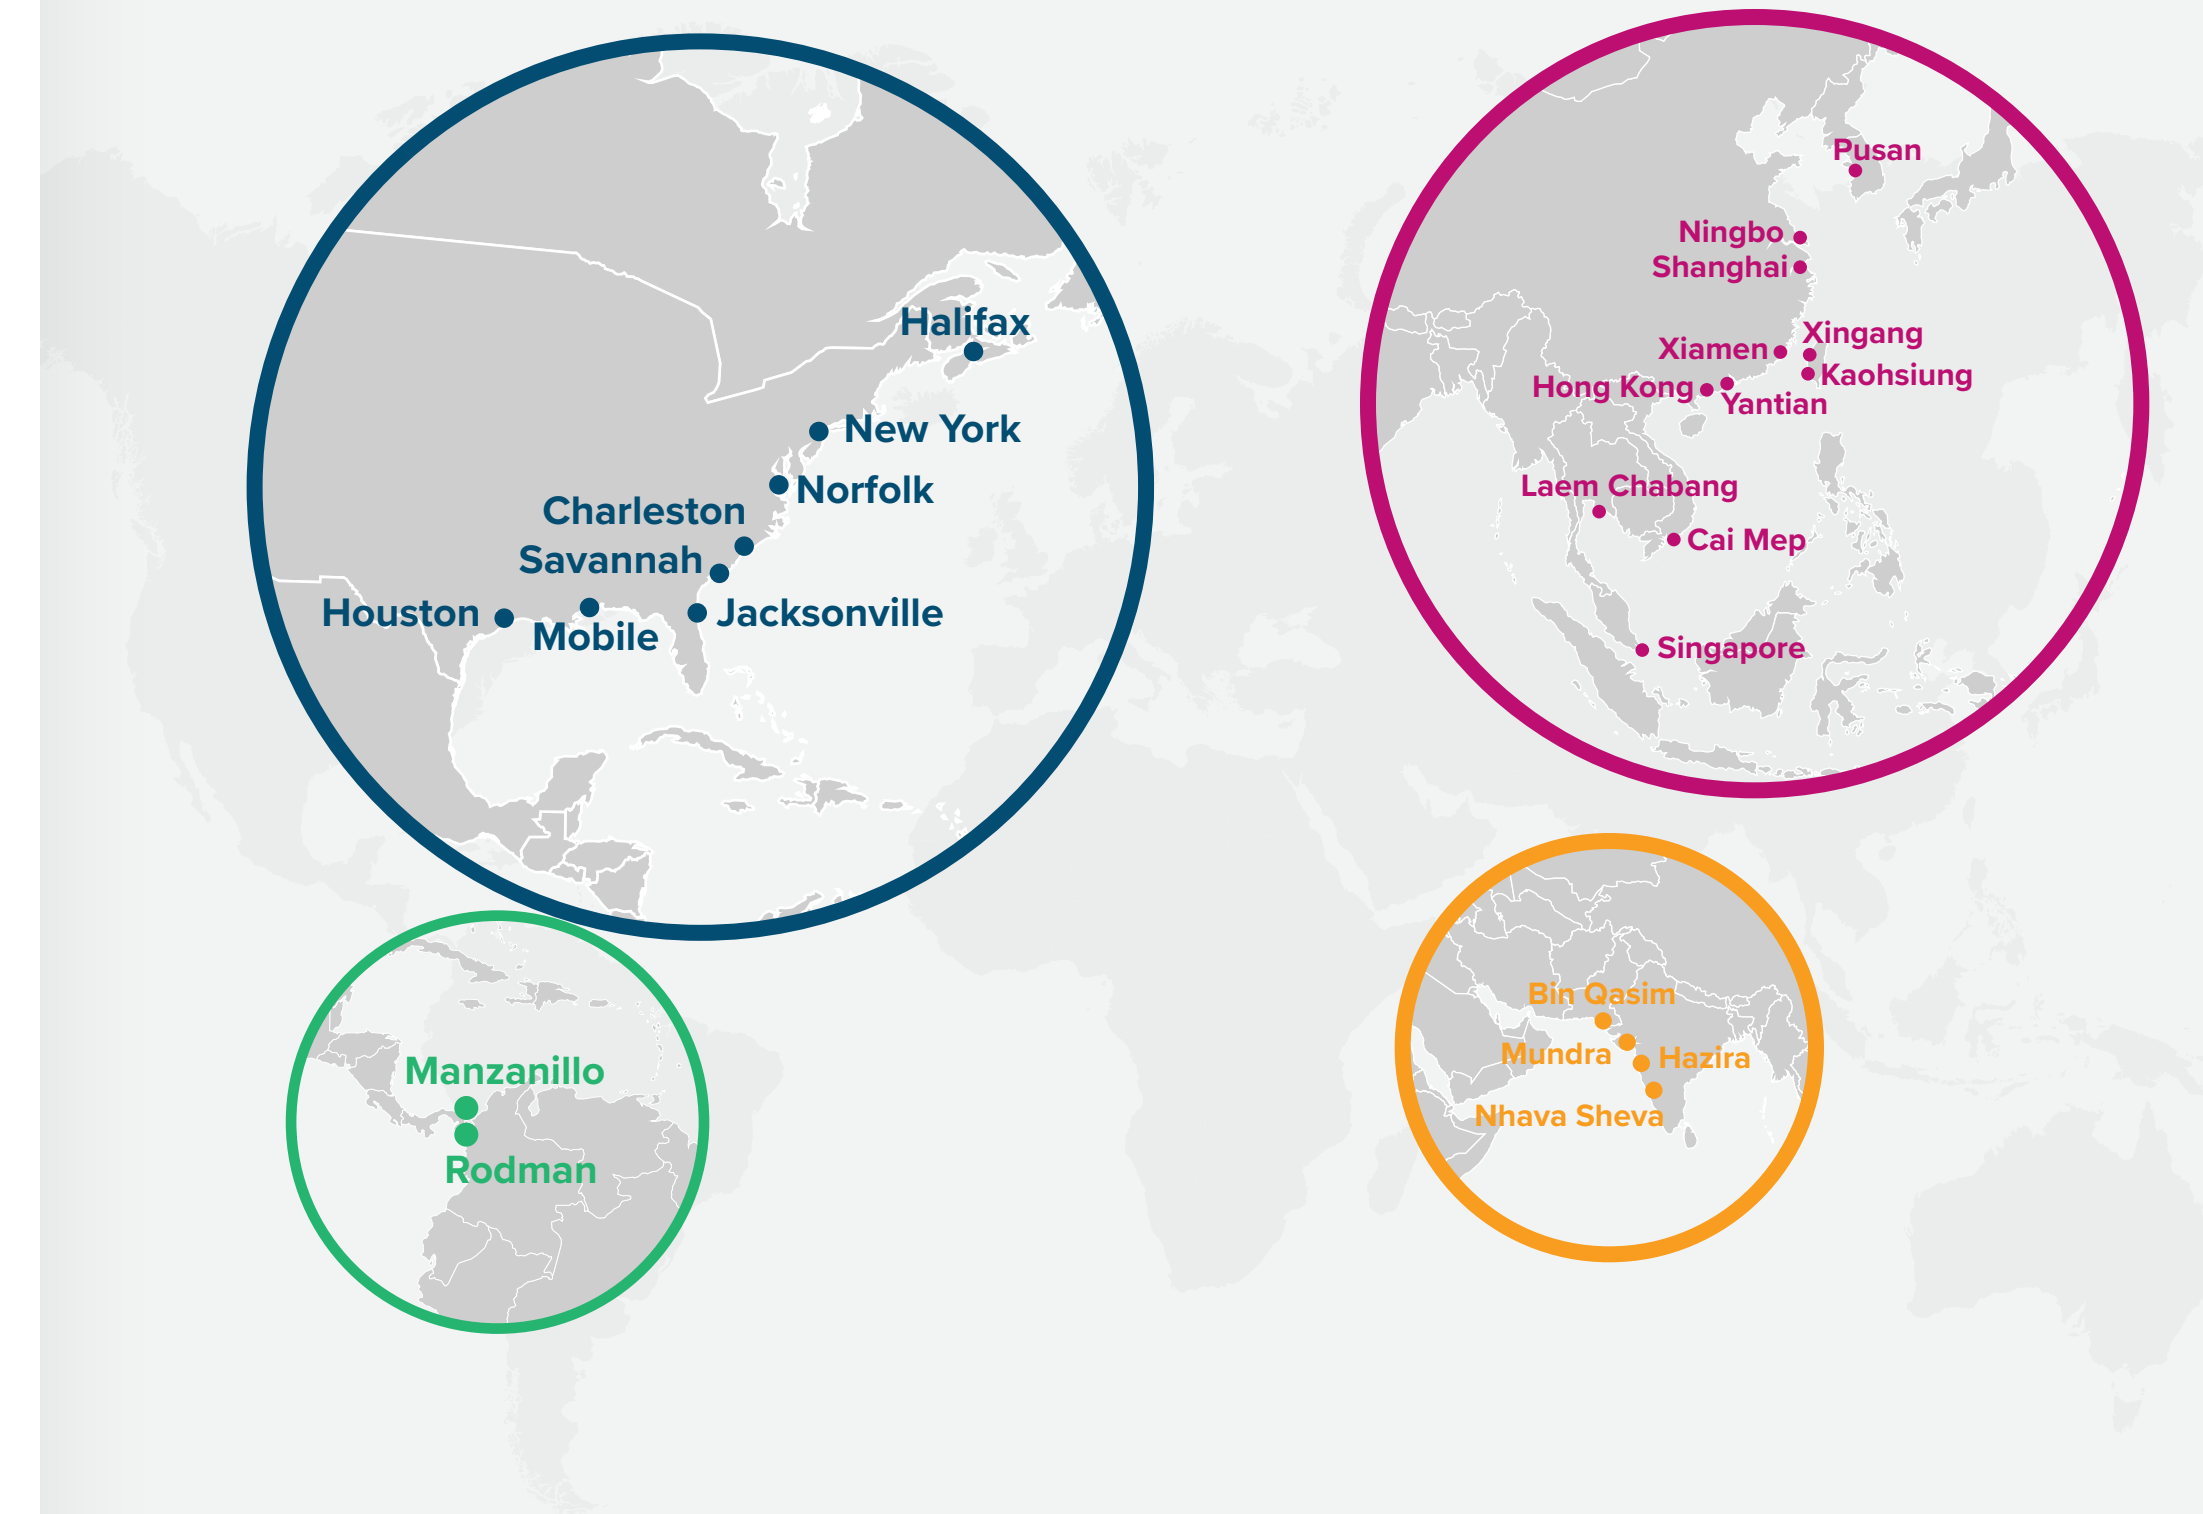 Halifax
New York
Norfolk
Charleston
Savannah
Houston
Mobile
Jacksonville
Pusan
Ningbo
Shanghai
Xingang
Xiamen
Kaohsiung
Hong Kong
Yantian
Laem Chabang
Cai Mep
Singapore
Manzanillo
Rodman
Bin Qasim
Mundra
Hazira
Nhava Sheva